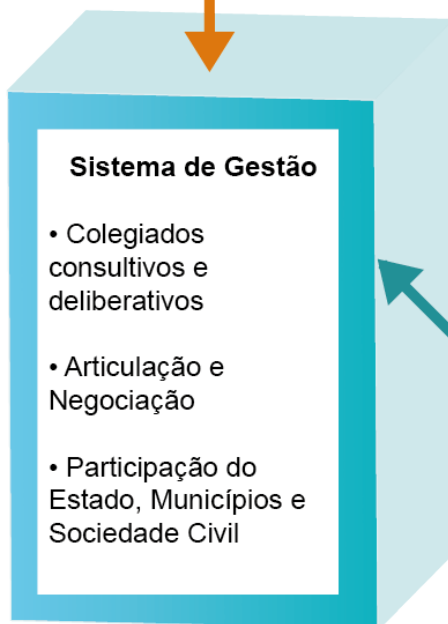 Sistema de Gestão
• Colegiados
consultivos e
deliberativos
• Articulação e
Negociação
• Participação do
Estado, Municípios e
Sociedade Civil